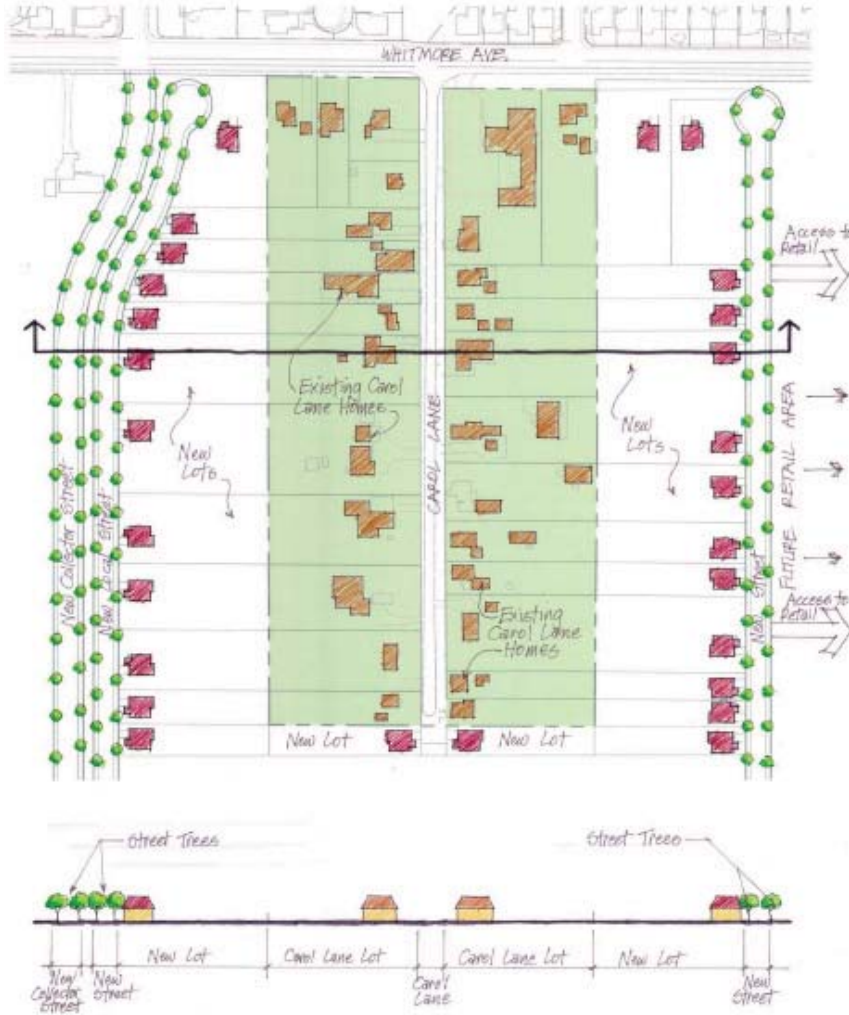 WHITMORE AVE.
Access to
Retail
Existing Carol
Lane Homes
New
Lots
New
Lots
CAROL LANE
New Collector Street
New Local Street
New Street
FUTURE RETAIL AREA
Access to
Retail
Existing
Carol Lane
Homes
New Lot
New Lot
Street Trees
Street Trees
New Lot
Carol Lane Lot
Carol Lane Lot
New Lot
New
Collector
Street
New
Street
Carol
Lane
New
Street